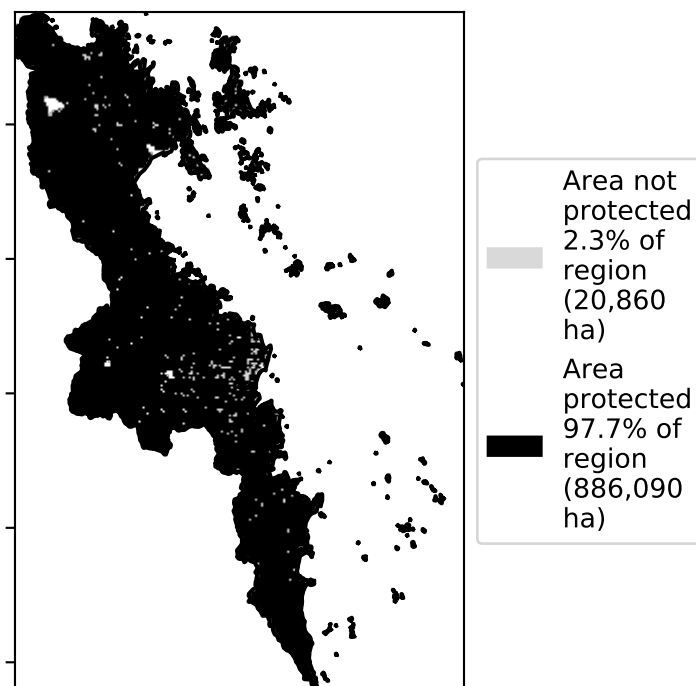 Area not
protected
2.3% of
region
(20,860
ha)
Area
protected
97.7% of
region
(886,090
ha)